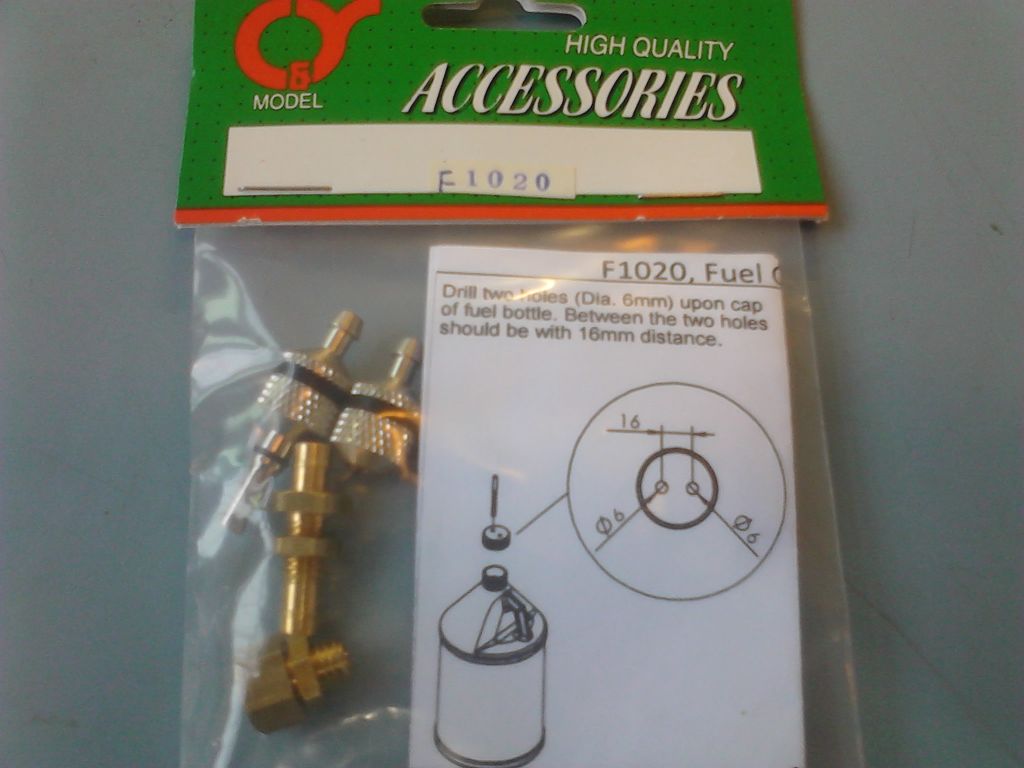 MODEL
HIGH QUALITY
ACCESSORIES
F1020
F1020, Fuel
Drill two holes (Dia. 6mm) upon cap
of fuel bottle. Between the two holes
should be with 16mm distance.
16
Ø6
Ø6